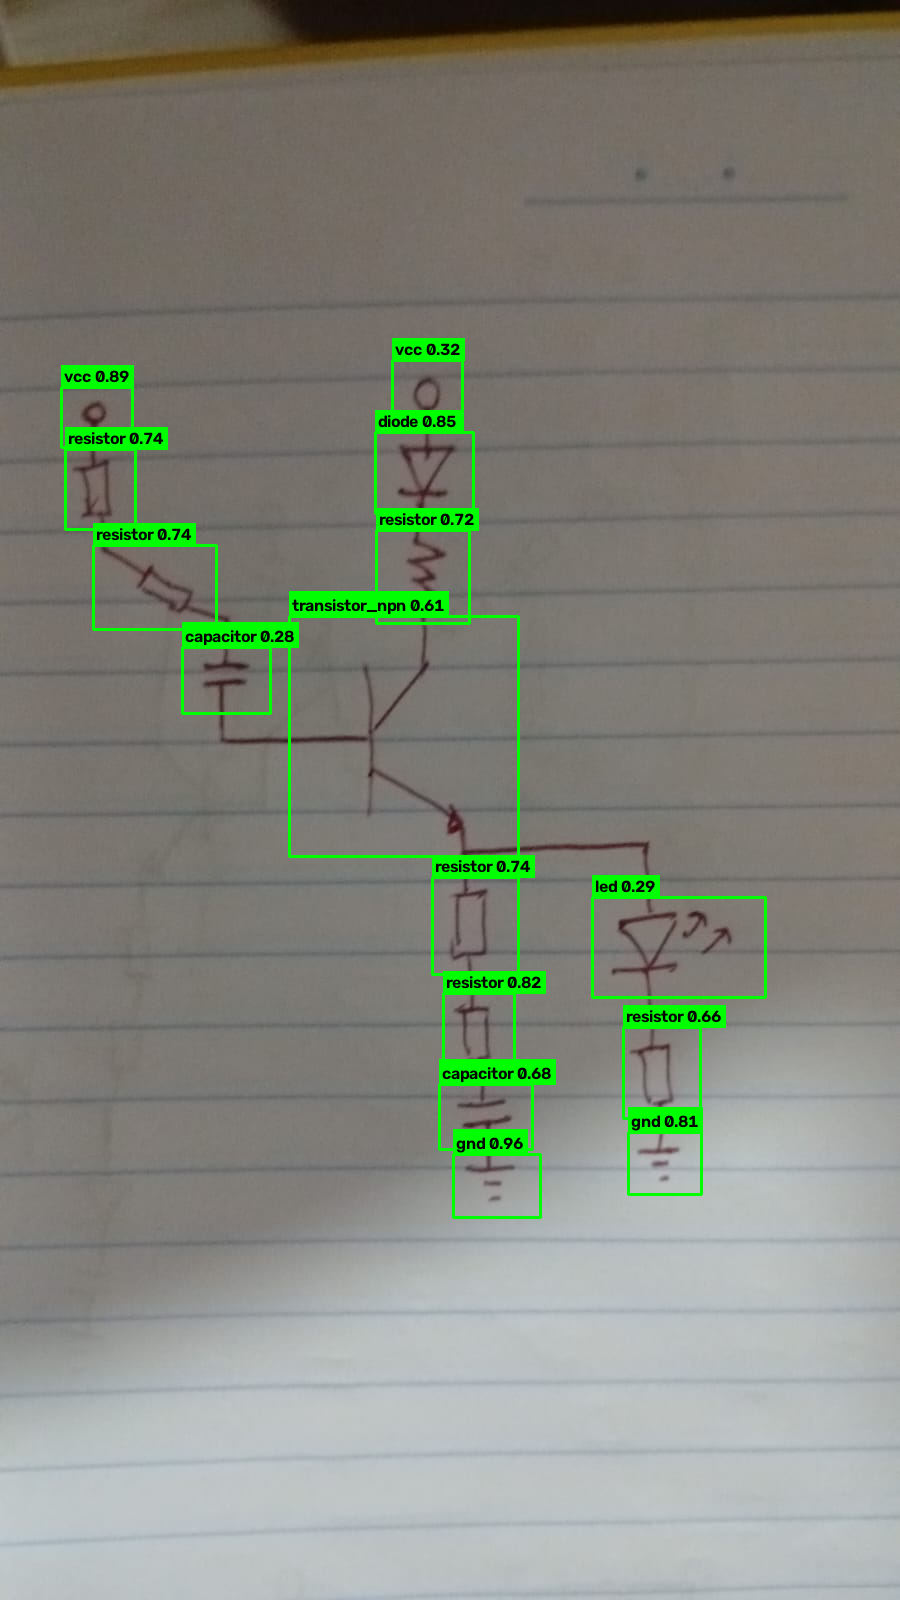 vcc 0.32
vcc 0.89
diode 0.85
resistor 0.74
resistor 0.72
resistor 0.74
transistor_npn 0.61
capacitor 0.28
resistor 0.74
led 0.29
resistor 0.82
resistor 0.66
capacitor 0.68
gnd 0.81
gnd 0.96